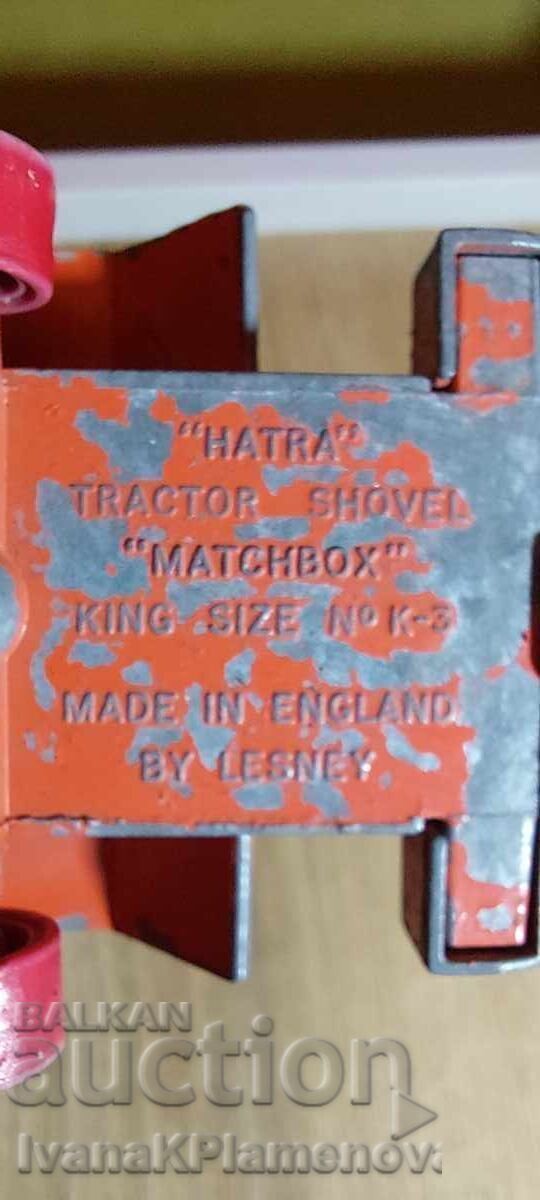 "HATRA"
TRACTOR SHOVEL
"MATCHBOX"
KING SIZE Nº K-3
MADE IN ENGLAND
BY LESNEY
BALKAN
auction
IvanaKPlamenova